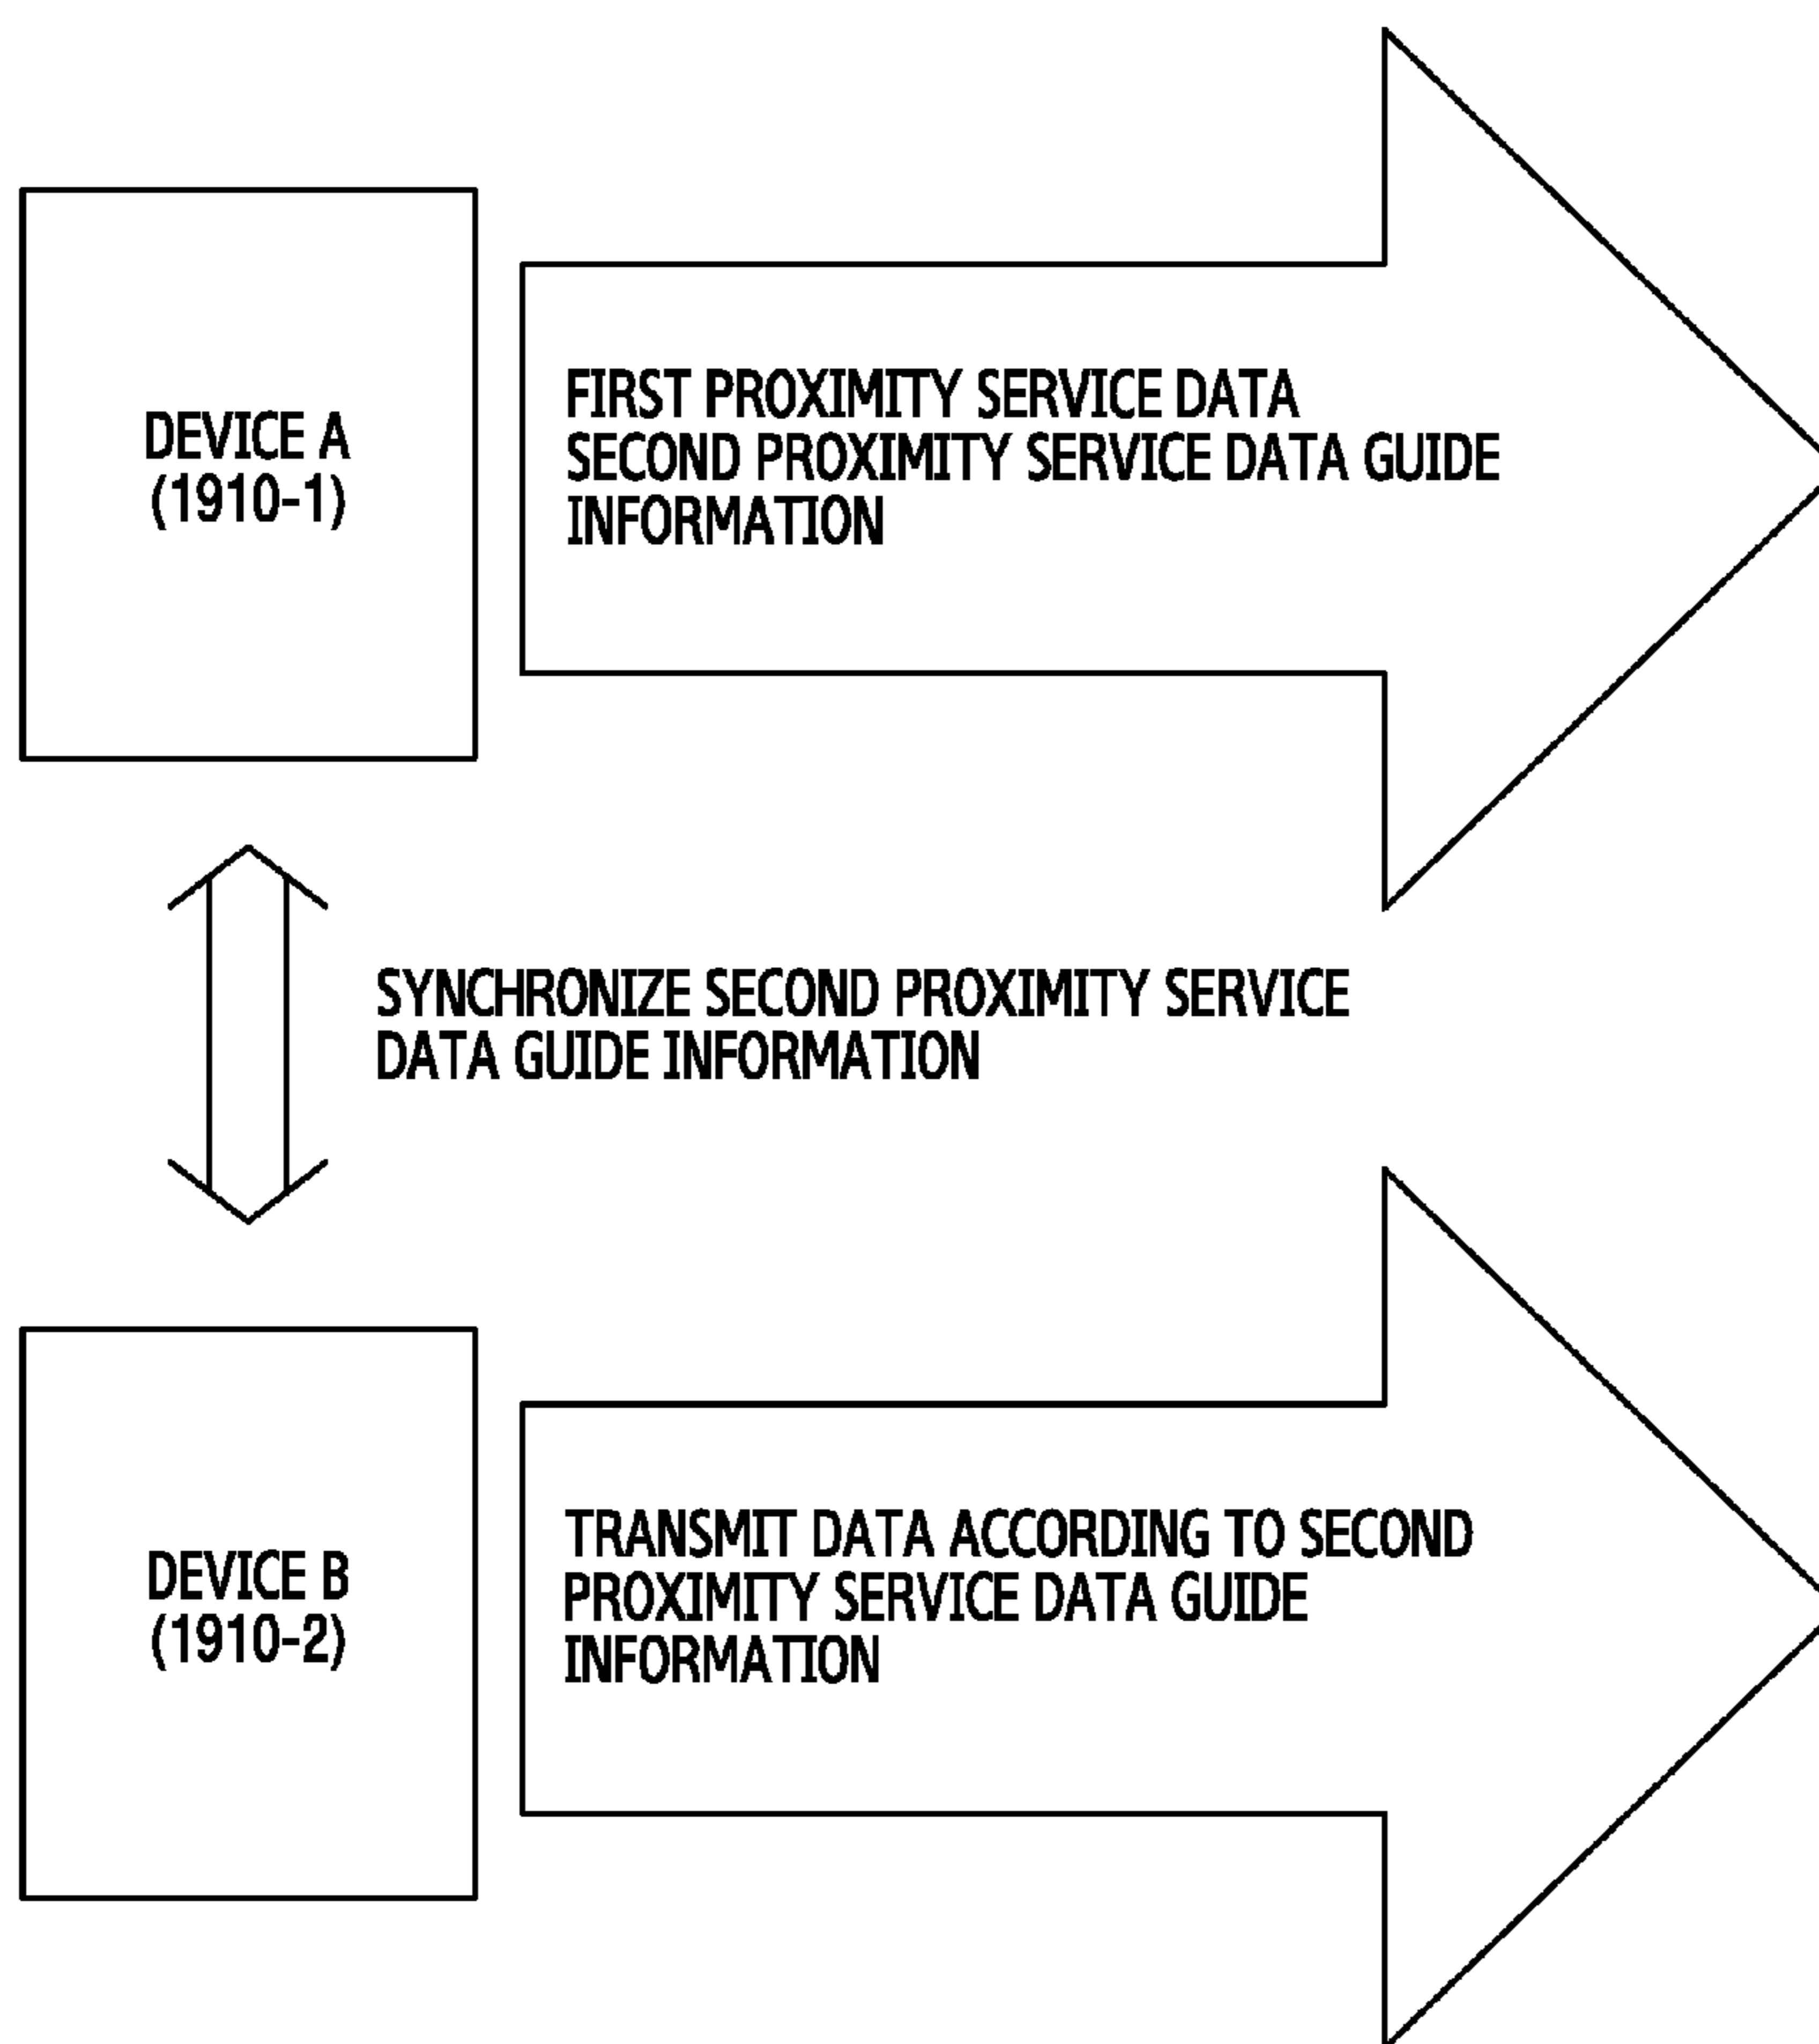 DEVICE A
(1910-1)
FIRST PROXIMITY SERVICE DATA
SECOND PROXIMITY SERVICE DATA GUIDE
INFORMATION
SYNCHRONIZE SECOND PROXIMITY SERVICE
DATA GUIDE INFORMATION
DEVICE B
(1910-2)
TRANSMIT DATA ACCORDING TO SECOND
PROXIMITY SERVICE DATA GUIDE
INFORMATION